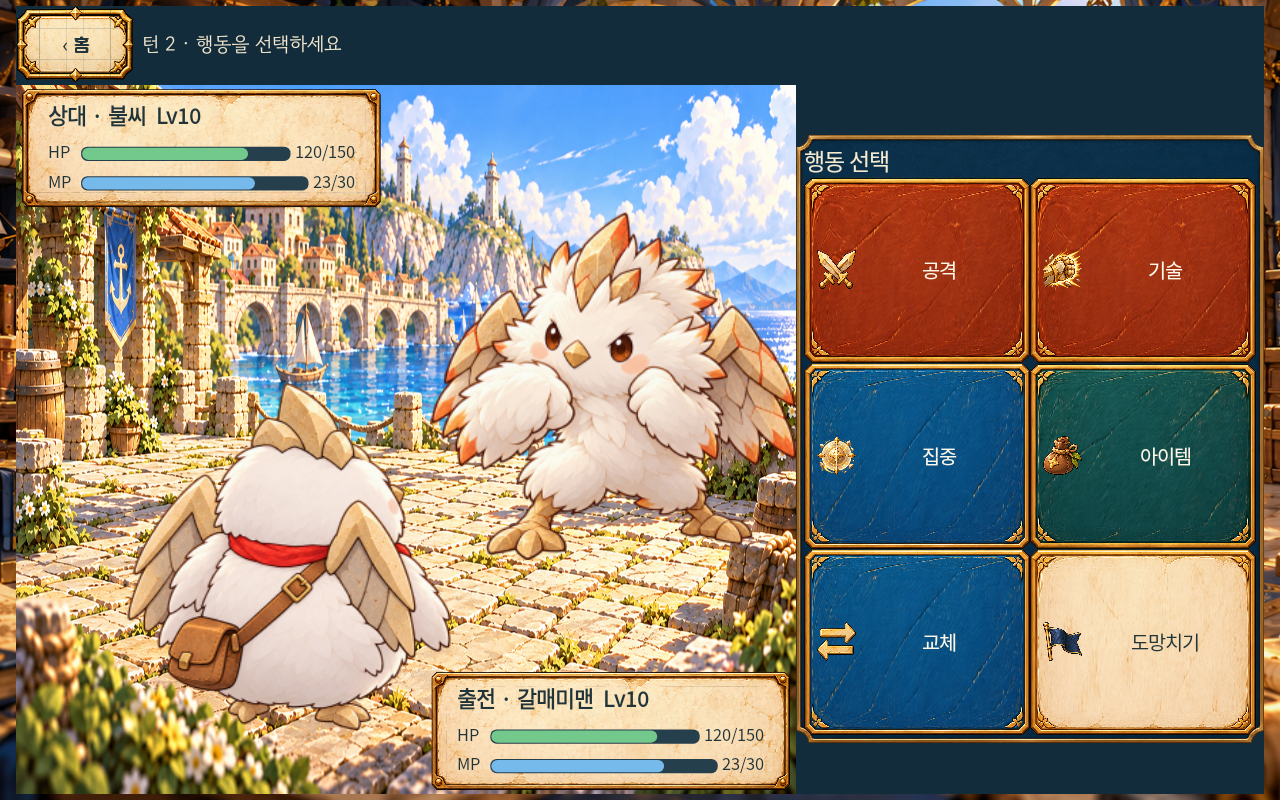 ‹ 홈
턴 2 · 행동을 선택하세요
상대 · 불씨 Lv10
HP 120/150
MP 23/30
행동 선택
공격
기술
집중
아이템
교체
도망치기
출전 · 갈매미맨 Lv10
HP 120/150
MP 23/30